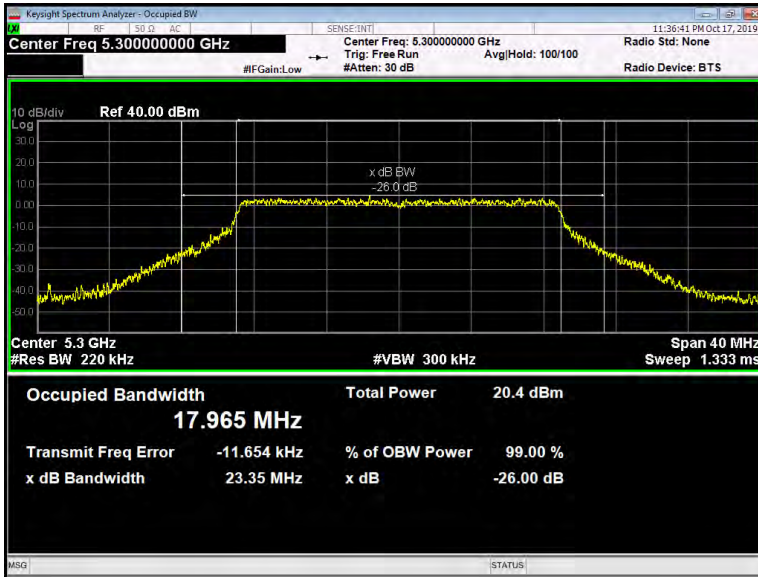 Keysight Spectrum Analyzer - Occupied BW
LXI RF 50 Ω AC SENSE:INT 11:36:41 PM Oct 17, 2019
Center Freq 5.300000000 GHz
Center Freq: 5.300000000 GHz Radio Std: None
Trig: Free Run Avg|Hold: 100/100
#IFGain:Low #Atten: 30 dB Radio Device: BTS
10 dB/div Ref 40.00 dBm
Log
30.0
20.0
x dB BW
10.0
-26.0 dB
0.00
-10.0
-20.0
-30.0
-40.0
-50.0
Center 5.3 GHz Span 40 MHz
#Res BW 220 kHz #VBW 300 kHz Sweep 1.333 ms
Occupied Bandwidth Total Power 20.4 dBm
17.965 MHz
Transmit Freq Error -11.654 kHz % of OBW Power 99.00 %
x dB Bandwidth 23.35 MHz x dB -26.00 dB
MSG STATUS